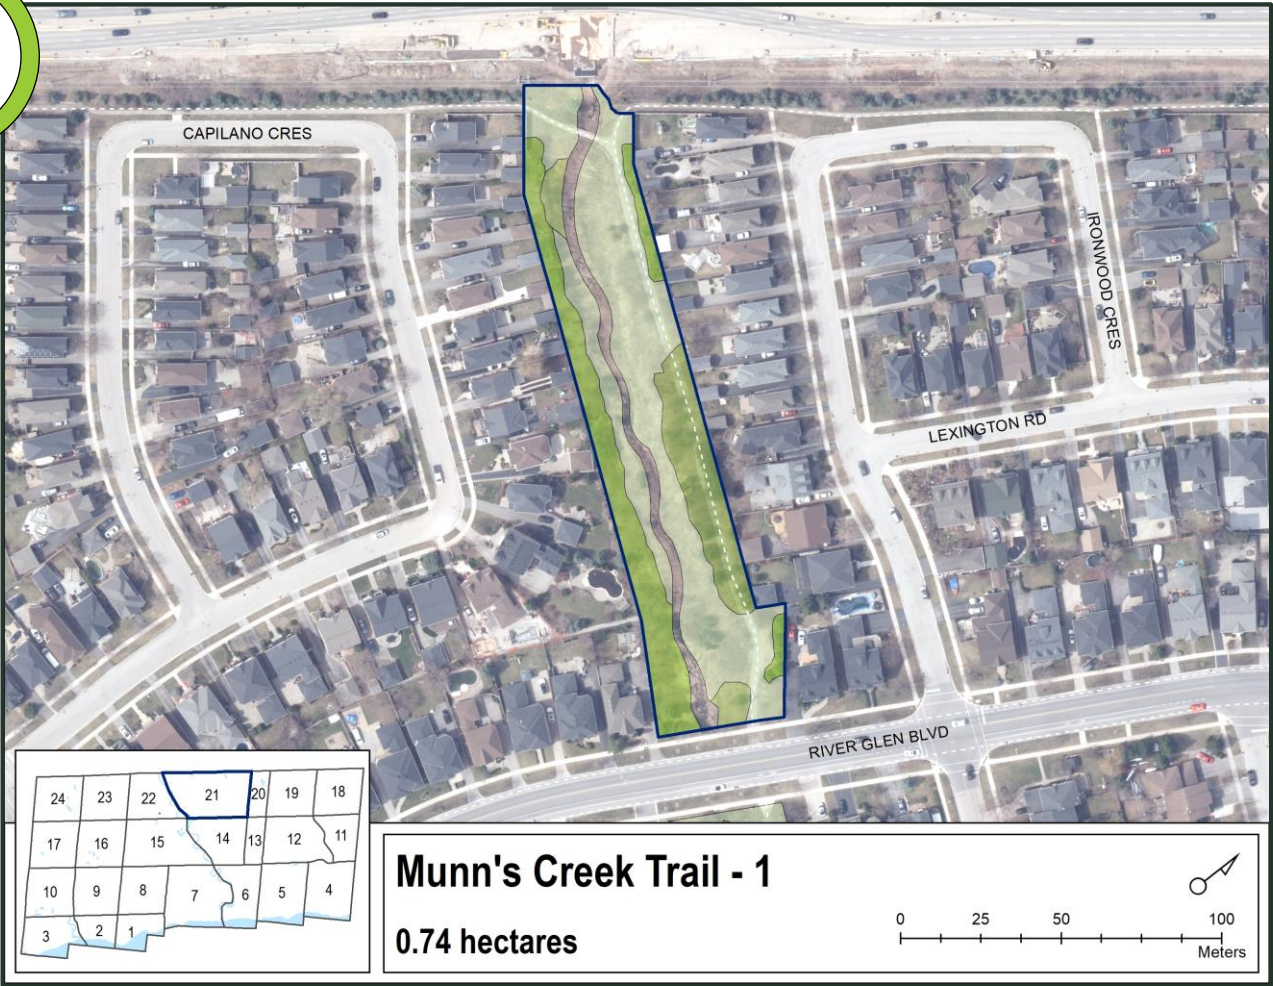 CAPILANO CRES
IRONWOOD CRES
LEXINGTON RD
RIVER GLEN BLVD
24 23 22 21 20 19 18
17 16 15 14 13 12 11
10 9 8 7 6 5 4
3 2 1
Munn's Creek Trail - 1
0.74 hectares
0 25 50 100
Meters